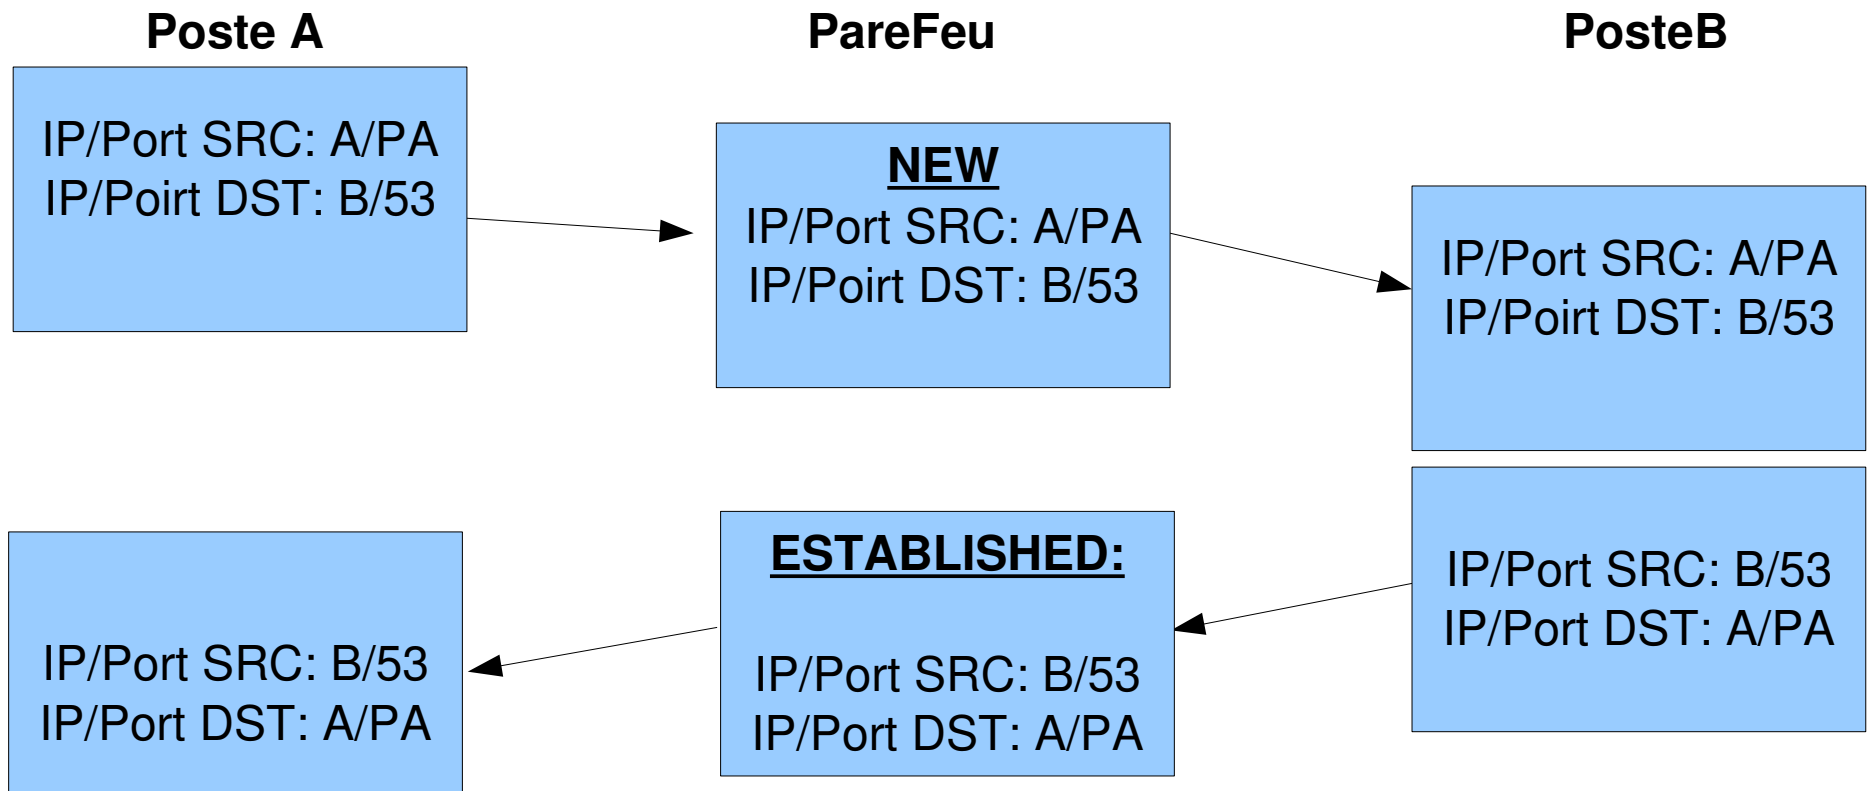 Poste A
PareFeu
PosteB
IP/Port SRC: A/PA
IP/Poirt DST: B/53
NEW
IP/Port SRC: A/PA
IP/Poirt DST: B/53
IP/Port SRC: A/PA
IP/Poirt DST: B/53
IP/Port SRC: B/53
IP/Port DST: A/PA
ESTABLISHED:
IP/Port SRC: B/53
IP/Port DST: A/PA
IP/Port SRC: B/53
IP/Port DST: A/PA